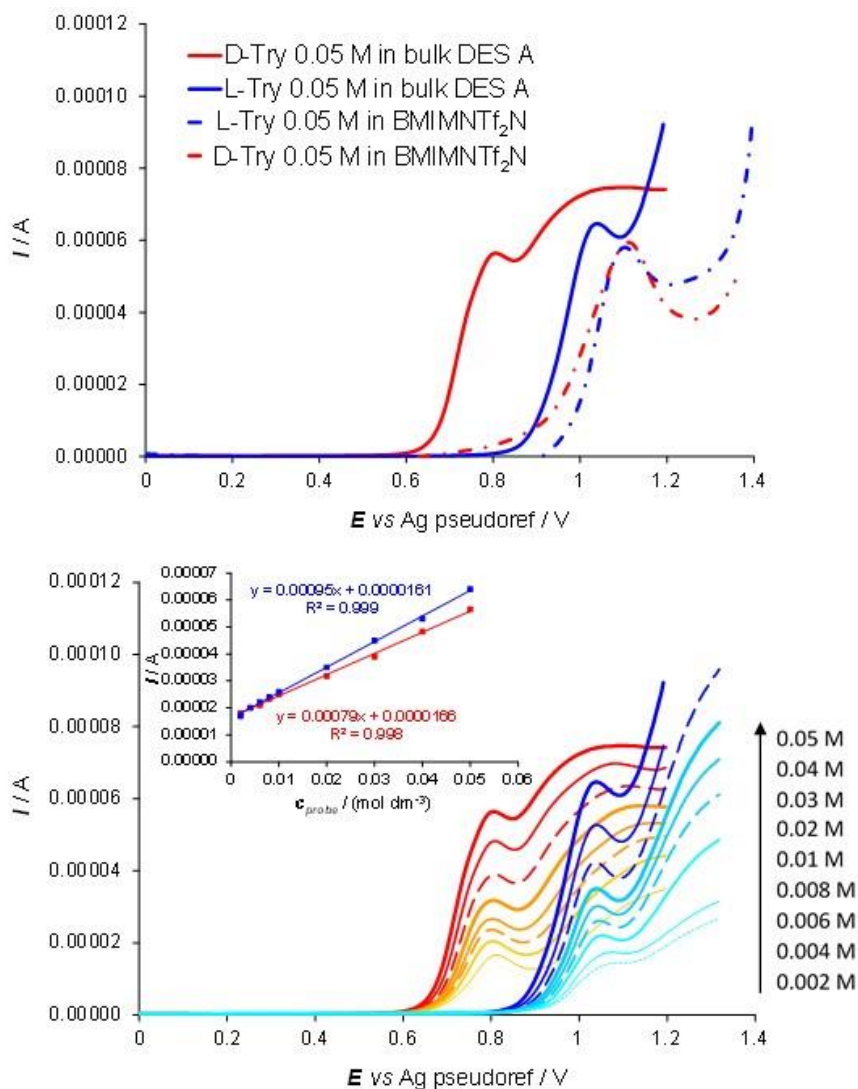 0.00012
0.00010
0.00008
0.00006
0.00004
0.00002
0.00000
I / A
D-Try 0.05 M in bulk DES A
L-Try 0.05 M in bulk DES A
L-Try 0.05 M in BMIMNTf₂N
D-Try 0.05 M in BMIMNTf₂N
0 0.2 0.4 0.6 0.8 1 1.2 1.4
E vs Ag pseudoref / V
0.00012
0.00010
0.00008
0.00006
0.00004
0.00002
0.00000
I / A
0.00007
0.00006
0.00005
0.00004
0.00003
0.00002
0.00001
0.00000
I / A
y = 0.00095x + 0.0000161
R² = 0.999
y = 0.00079x + 0.0000166
R² = 0.998
0 0.01 0.02 0.03 0.04 0.05 0.06
c probe / (mol dm⁻³)
0.05 M
0.04 M
0.03 M
0.02 M
0.01 M
0.008 M
0.006 M
0.004 M
0.002 M
0 0.2 0.4 0.6 0.8 1 1.2 1.4
E vs Ag pseudoref / V